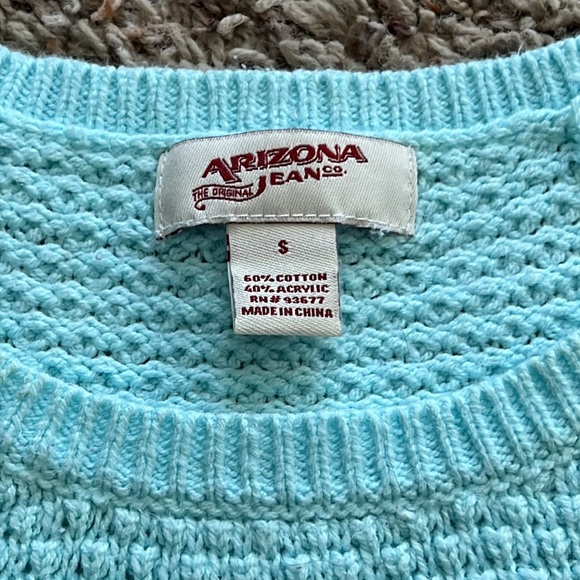 ARIZONA
THE ORIGINAL JEAN CO.
S
60% COTTON
40% ACRYLIC
RN# 93677
MADE IN CHINA